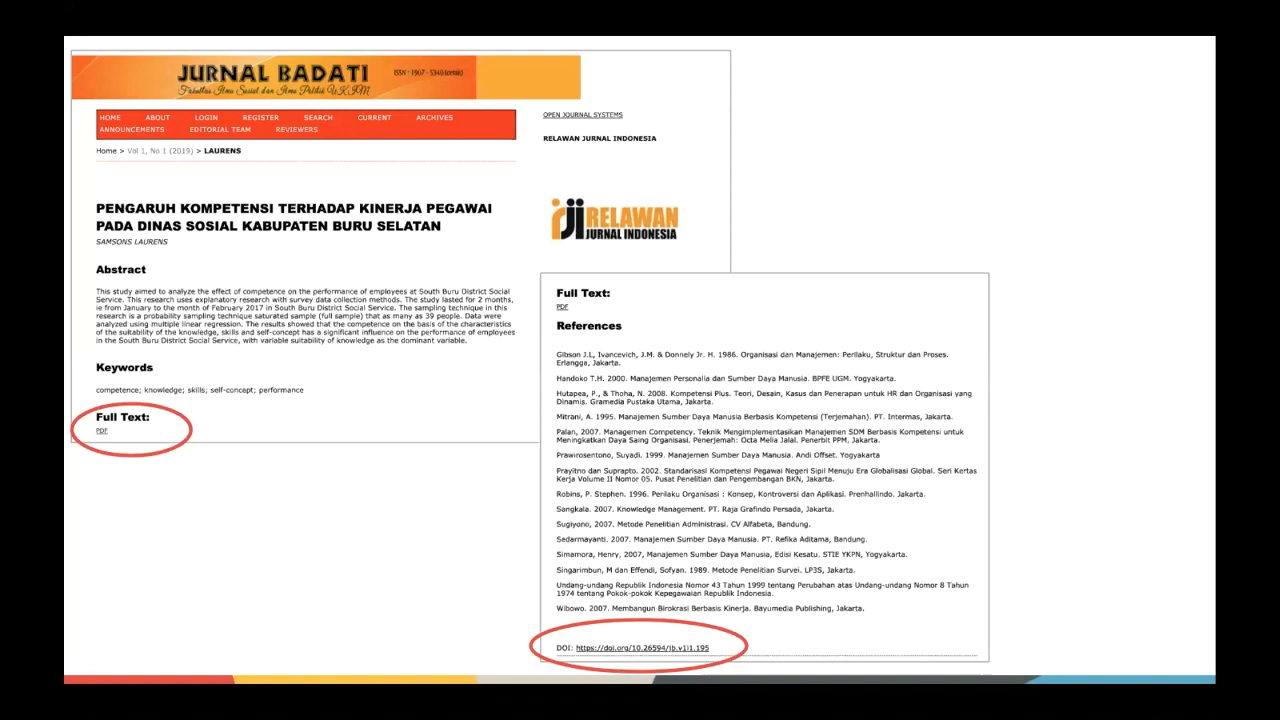 JURNAL BADATI
ISSN : 1907 - 5340 (cetak)
Fakultas Ilmu Sosial dan Ilmu Politik UKIM
HOME ABOUT LOGIN REGISTER SEARCH CURRENT ARCHIVES
ANNOUNCEMENTS EDITORIAL TEAM REVIEWERS
Home > Vol 1, No 1 (2019) > LAURENS
PENGARUH KOMPETENSI TERHADAP KINERJA PEGAWAI
PADA DINAS SOSIAL KABUPATEN BURU SELATAN
SAMSONS LAURENS
Abstract
This study aimed to analyze the effect of competence on the performance of employees at South Buru District Social
Service. This research uses explanatory research with survey data collection methods. The study lasted for 2 months,
ie from January to the month of February 2017 in South Buru District Social Service. The sampling technique in this
research is a probability sampling technique saturated sample (full sample) that as many as 39 people. Data were
analyzed using multiple linear regression. The results showed that the competence on the basis of the characteristics
of the suitability of the knowledge, skills and self-concept has a significant influence on the performance of employees
in the South Buru District Social Service, with variable suitability of knowledge as the dominant variable.
Keywords
competence; knowledge; skills; self-concept; performance
Full Text:
PDF
OPEN JOURNAL SYSTEMS
RELAWAN JURNAL INDONESIA
rji RELAWAN
JURNAL INDONESIA
Full Text:
PDF
References
Gibson J.L, Ivancevich, J.M. & Donnely Jr. H. 1986. Organisasi dan Manajemen: Perilaku, Struktur dan Proses.
Erlangga, Jakarta.
Handoko T.H. 2000. Manajemen Personalia dan Sumber Daya Manusia. BPFE UGM. Yogyakarta.
Hutapea, P., & Thoha, N. 2008. Kompetensi Plus. Teori, Desain, Kasus dan Penerapan untuk HR dan Organisasi yang
Dinamis. Gramedia Pustaka Utama, Jakarta.
Mitrani, A. 1995. Manajemen Sumber Daya Manusia Berbasis Kompetensi (Terjemahan). PT. Intermas, Jakarta.
Palan, 2007. Managemen Competency. Teknik Mengimplementasikan Manajemen SDM Berbasis Kompetensi untuk
Meningkatkan Daya Saing Organisasi. Penerjemah: Octa Melia Jalal. Penerbit PPM, Jakarta.
Prawirosentono, Suyadi. 1999. Manajemen Sumber Daya Manusia. Andi Offset. Yogyakarta
Prayitno dan Suprapto. 2002. Standarisasi Kompetensi Pegawai Negeri Sipil Menuju Era Globalisasi Global. Seri Kertas
Kerja Volume II Nomor 05. Pusat Penelitian dan Pengembangan BKN, Jakarta.
Robins, P. Stephen. 1996. Perilaku Organisasi : Konsep, Kontroversi dan Aplikasi. Prenhallindo. Jakarta.
Sangkala. 2007. Knowledge Management. PT. Raja Grafindo Persada, Jakarta.
Sugiyono, 2007. Metode Penelitian Administrasi. CV Alfabeta, Bandung.
Sedarmayanti. 2007. Manajemen Sumber Daya Manusia. PT. Refika Aditama, Bandung.
Simamora, Henry, 2007, Manajemen Sumber Daya Manusia, Edisi Kesatu. STIE YKPN, Yogyakarta.
Singarimbun, M dan Effendi, Sofyan. 1989. Metode Penelitian Survei. LP3S, Jakarta.
Undang-undang Republik Indonesia Nomor 43 Tahun 1999 tentang Perubahan atas Undang-undang Nomor 8 Tahun
1974 tentang Pokok-pokok Kepegawaian Republik Indonesia.
Wibowo. 2007. Membangun Birokrasi Berbasis Kinerja. Bayumedia Publishing, Jakarta.
DOI: https://doi.org/10.26594/jb.v1i1.195